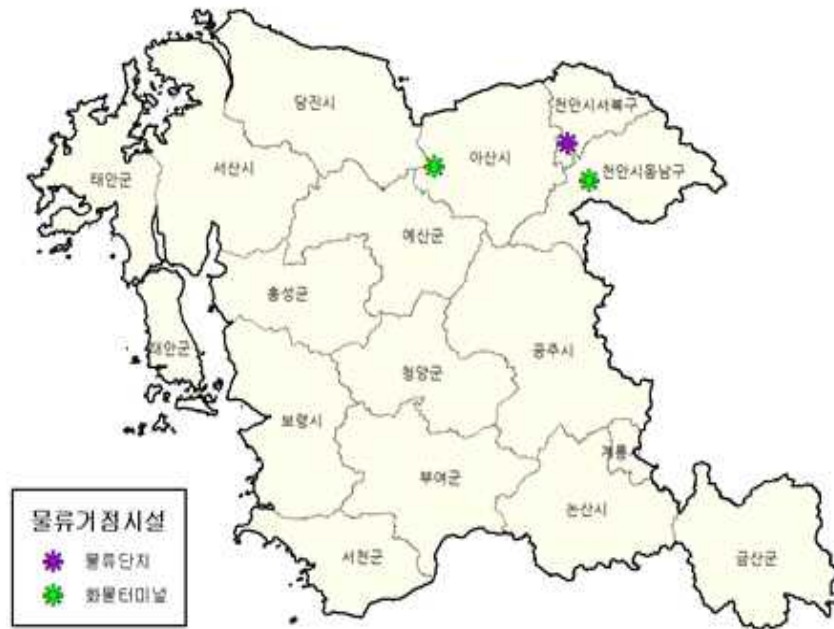 당진시
천안시서북구
아산시
서산시
태안군
천안시동남구
예산군
홍성군
태안군
공주시
청양군
보령시
계룡
부여군
논산시
서천군
금산군
물류거점시설
물류단지
화물터미널